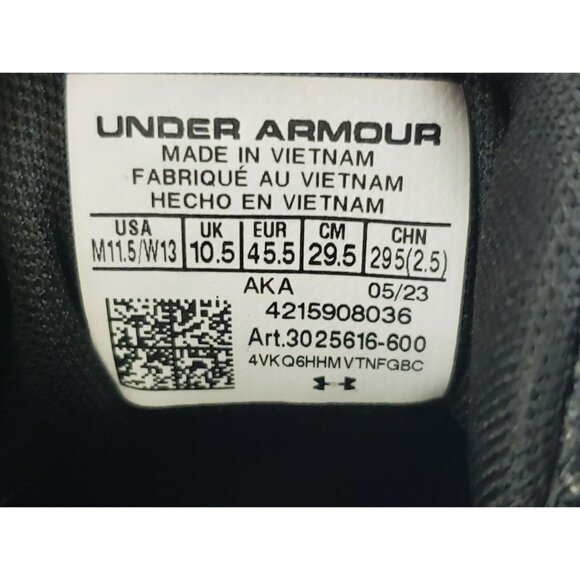 UNDER ARMOUR
MADE IN VIETNAM
FABRIQUÉ AU VIETNAM
HECHO EN VIETNAM
USA UK EUR CM CHN
M11.5/W13 10.5 45.5 29.5 295(2.5)
AKA 05/23
4215908036
Art.3025616-600
4VKQ6HHMVTNFGBC